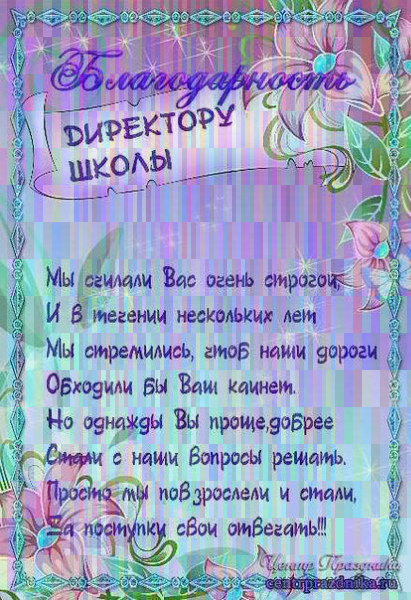 Благодарность
ДИРЕКТОРУ
ШКОЛЫ
Мы считали Вас очень строгой,
И в течении нескольких лет
Мы стремились, чтоб наши дороги
Обходили бы Ваш каинет.
Но однажды Вы проще,добрее
Стали с наши вопросы решать.
Просто мы повзрослели и стали,
За поступки свои отвечать!!!
Центр Праздника
centrprazdnika.ru